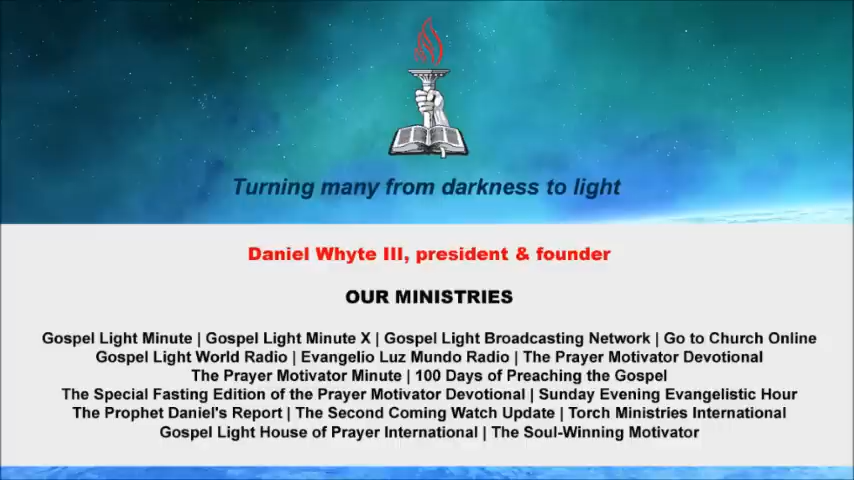 Turning many from darkness to light
Daniel Whyte III, president & founder
OUR MINISTRIES
Gospel Light Minute | Gospel Light Minute X | Gospel Light Broadcasting Network | Go to Church Online
Gospel Light World Radio | Evangelio Luz Mundo Radio | The Prayer Motivator Devotional
The Prayer Motivator Minute | 100 Days of Preaching the Gospel
The Special Fasting Edition of the Prayer Motivator Devotional | Sunday Evening Evangelistic Hour
The Prophet Daniel's Report | The Second Coming Watch Update | Torch Ministries International
Gospel Light House of Prayer International | The Soul-Winning Motivator